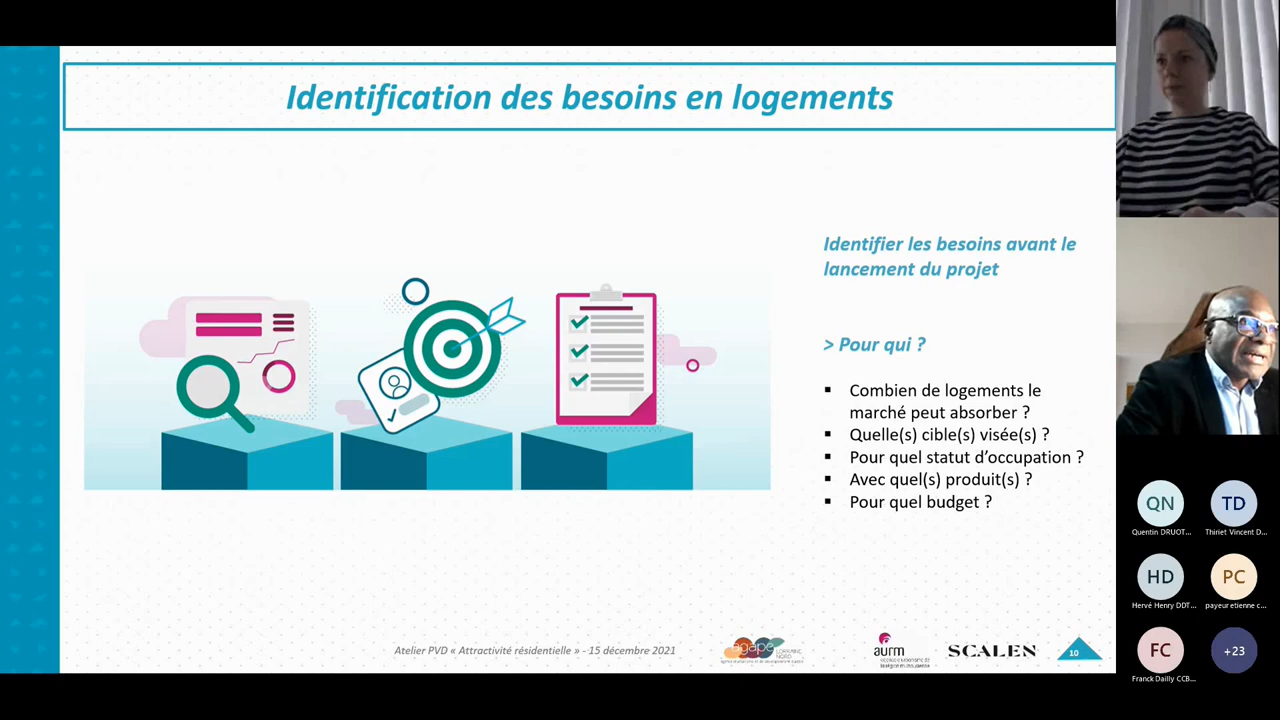 Identification des besoins en logements
Identifier les besoins avant le
lancement du projet
> Pour qui ?
▪ Combien de logements le
marché peut absorber ?
▪ Quelle(s) cible(s) visée(s) ?
▪ Pour quel statut d’occupation ?
▪ Avec quel(s) produit(s) ?
▪ Pour quel budget ?
Atelier PVD « Attractivité résidentielle » - 15 décembre 2021
agape
LORRAINE
NORD
aurm
SCALEN
10
QN
Quentin DRUOT...
TD
Thiriet Vincent D...
HD
Hervé Henry DDT...
PC
payeur etienne c...
FC
Franck Dailly CCB...
+23